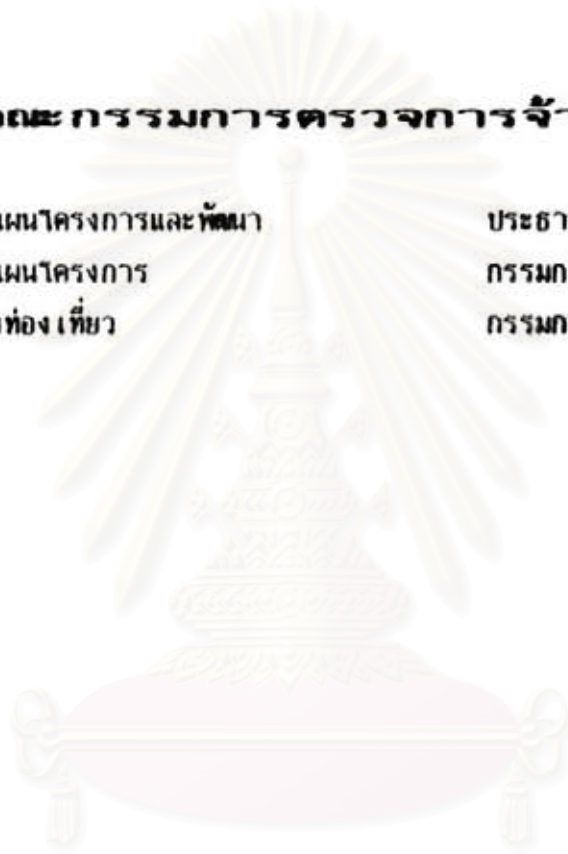 ณะกรรมการตรวจการจ้า
แผนโครงการและพัฒนา ประธา
แผนโครงการ กรรมก
ท่องเที่ยว กรรมก